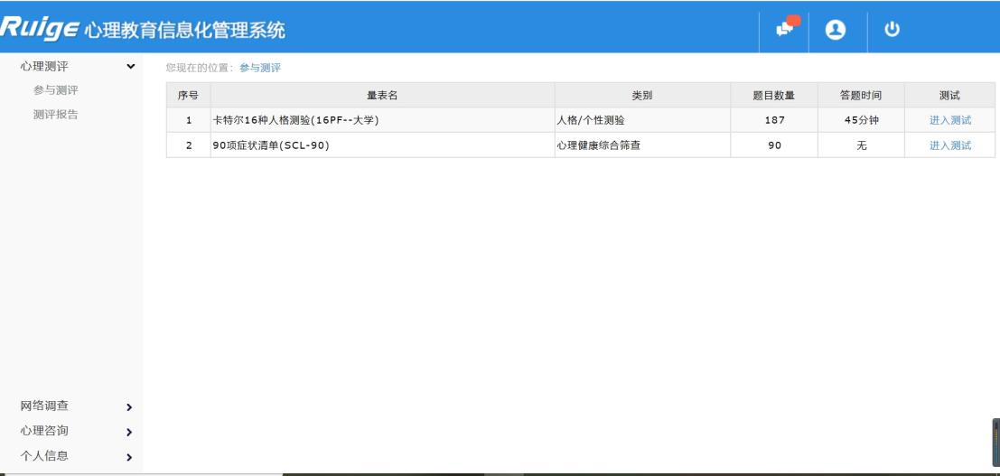 Ruige 心理教育信息化管理系统
心理测评
参与测评
测评报告
网络调查
心理咨询
个人信息
您现在的位置：参与测评
序号 量表名 类别 题目数量 答题时间 测试
1 卡特尔16种人格测验(16PF--大学) 人格/个性测验 187 45分钟 进入测试
2 90项症状清单(SCL-90) 心理健康综合筛查 90 无 进入测试